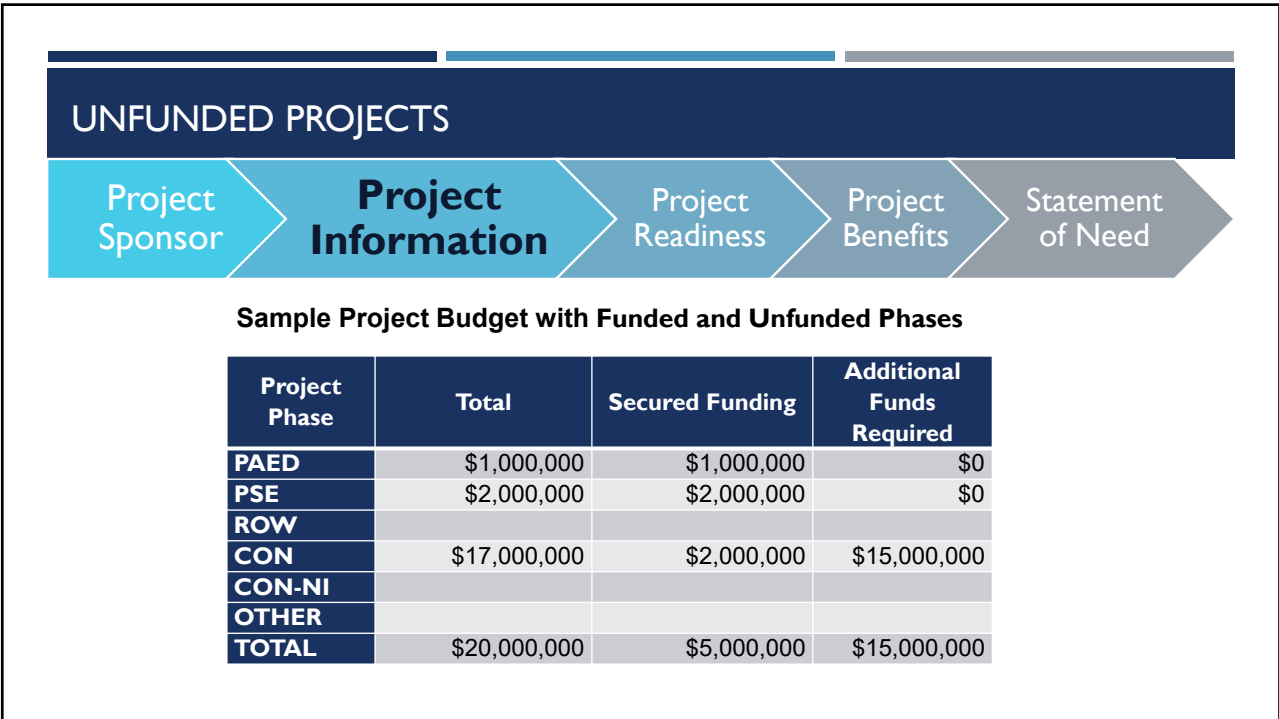 UNFUNDED PROJECTS
Project
Sponsor
Project
Information
Project
Readiness
Project
Benefits
Statement
of Need
Sample Project Budget with Funded and Unfunded Phases
Project
Phase
Total
Secured Funding
Additional
Funds
Required
PAED $1,000,000 $1,000,000 $0
PSE $2,000,000 $2,000,000 $0
ROW
CON $17,000,000 $2,000,000 $15,000,000
CON-NI
OTHER
TOTAL $20,000,000 $5,000,000 $15,000,000